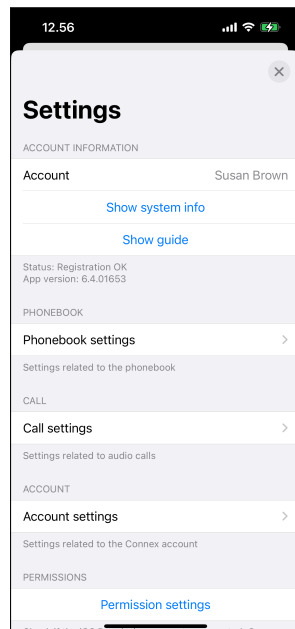 12.56
Settings
ACCOUNT INFORMATION
Account Susan Brown
Show system info
Show guide
Status: Registration OK
App version: 6.4.01653
PHONEBOOK
Phonebook settings
Settings related to the phonebook
CALL
Call settings
Settings related to audio calls
ACCOUNT
Account settings
Settings related to the Connex account
PERMISSIONS
Permission settings